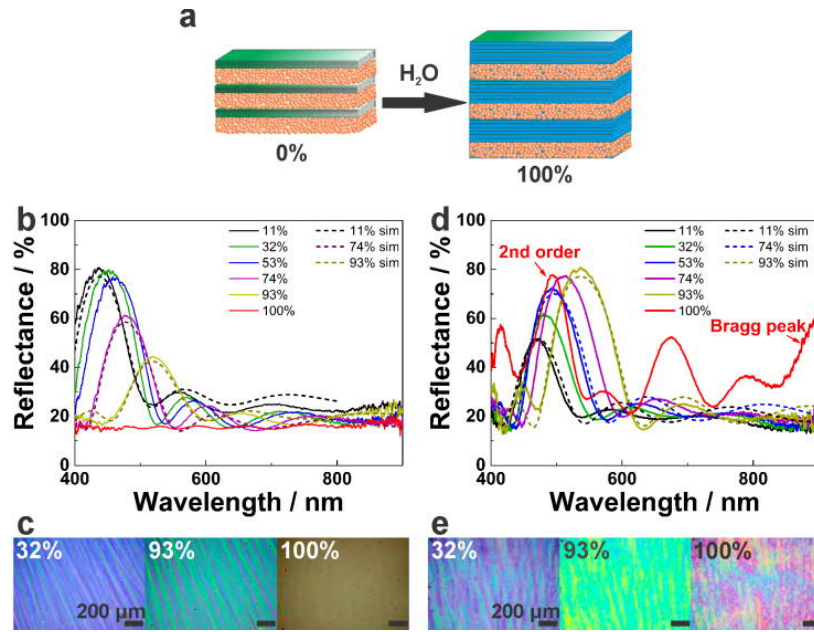 a
H₂O
0%
100%
b
100
80
60
40
20
0
Reflectance / %
400
600
800
Wavelength / nm
11%
32%
53%
74%
93%
100%
11% sim
74% sim
93% sim
d
100
80
60
40
20
0
Reflectance / %
400
600
800
Wavelength / nm
11%
32%
53%
74%
93%
100%
11% sim
74% sim
93% sim
2nd order
Bragg peak
c
32%
93%
100%
200 µm
e
32%
93%
100%
200 µm